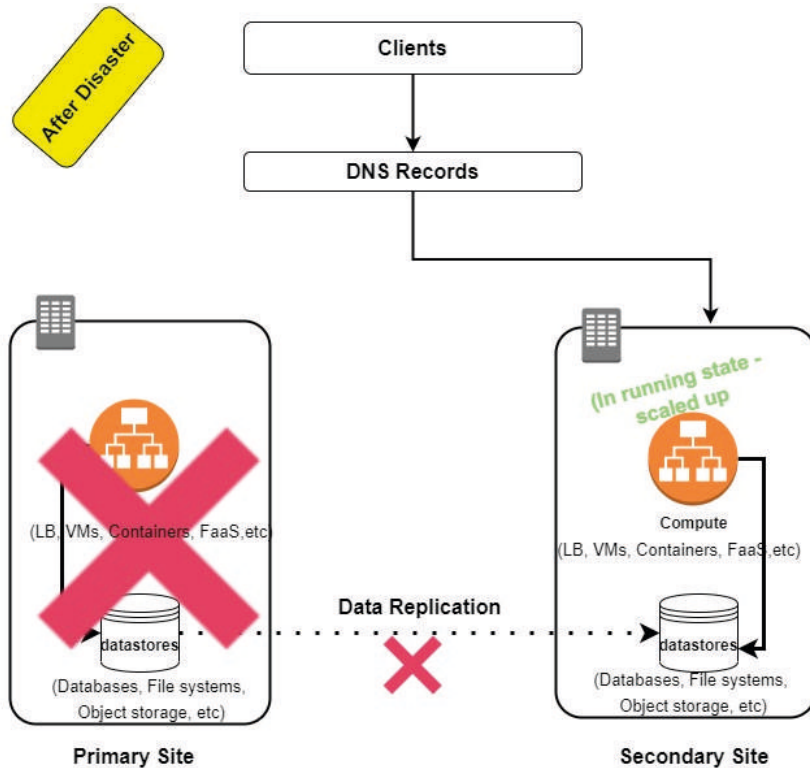 After Disaster
Clients
DNS Records
(In running state -
scaled up
(LB, VMs, Containers, FaaS,etc)
Compute
(LB, VMs, Containers, FaaS,etc)
Data Replication
datastores
datastores
(Databases, File systems,
Object storage, etc)
(Databases, File systems,
Object storage, etc)
Primary Site
Secondary Site